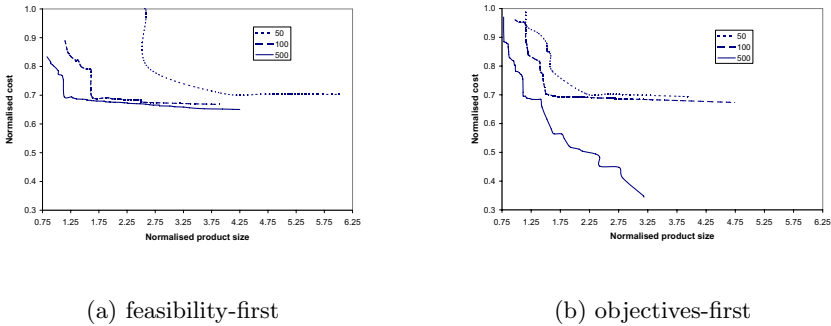 1.0
0.9
0.8
0.7
0.6
0.5
0.4
0.3
Normalised cost
0.75 1.25 1.75 2.25 2.75 3.25 3.75 4.25 4.75 5.25 5.75 6.25
Normalised product size
50
100
500
(a) feasibility-first
1.0
0.9
0.8
0.7
0.6
0.5
0.4
0.3
Normalised cost
0.75 1.25 1.75 2.25 2.75 3.25 3.75 4.25 4.75 5.25 5.75 6.25
Normalised product size
50
100
500
(b) objectives-first